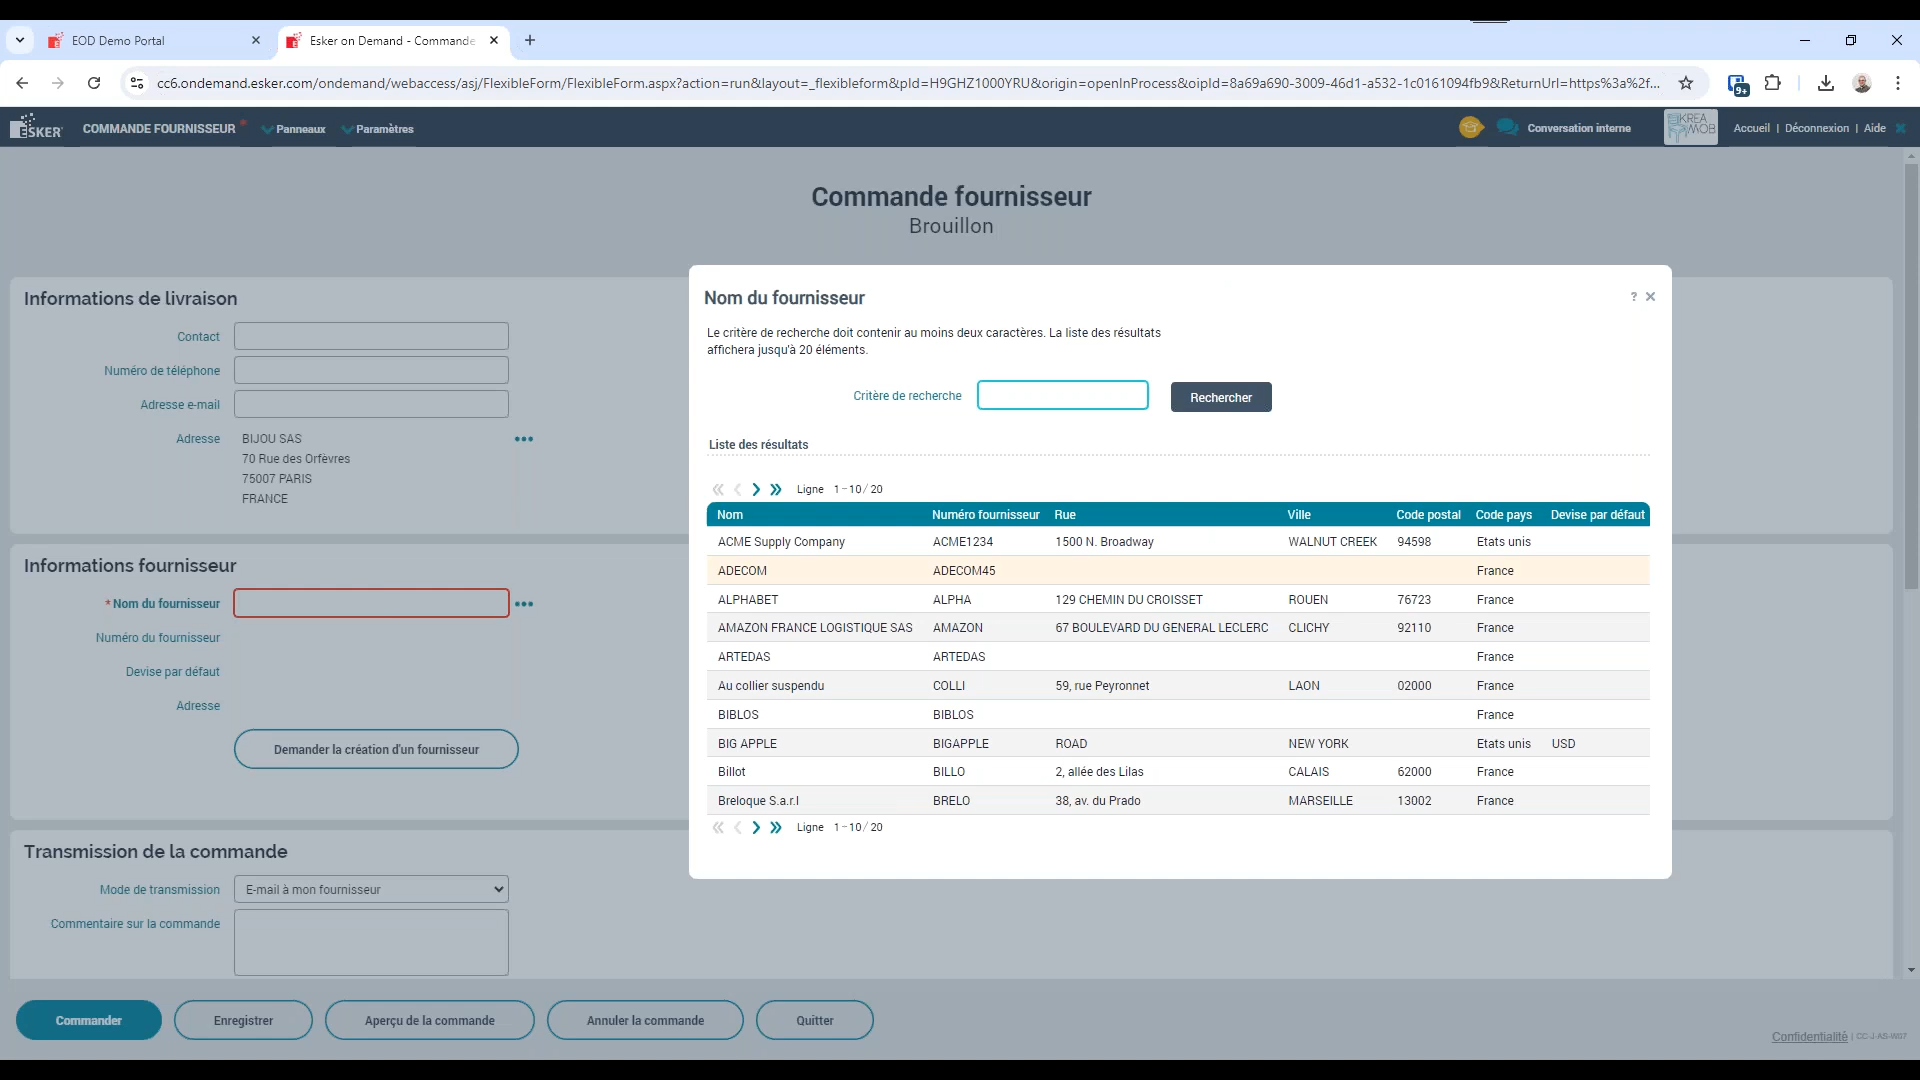 EOD Demo Portal
Esker on Demand - Commande
cc6.ondemand.esker.com/ondemand/webaccess/asj/FlexibleForm/FlexibleForm.aspx?action=run&layout=_flexibleform&pId=H9GHZ1000YRU&origin=openInProcess&oipId=8a69a690-3009-46d1-a532-1c0161094fb9&ReturnUrl=https%3a%2f...
9+
ESKER
COMMANDE FOURNISSEUR *
Panneaux
Paramètres
Conversation interne
KREA MOB
Accueil | Déconnexion | Aide
Commande fournisseur
Brouillon
Informations de livraison
Contact
Numéro de téléphone
Adresse e-mail
Adresse
BIJOU SAS
70 Rue des Orfèvres
75007 PARIS
FRANCE
Informations fournisseur
* Nom du fournisseur
Numéro du fournisseur
Devise par défaut
Adresse
Demander la création d'un fournisseur
Transmission de la commande
Mode de transmission E-mail à mon fournisseur
Commentaire sur la commande
Nom du fournisseur
?
Le critère de recherche doit contenir au moins deux caractères. La liste des résultats
affichera jusqu'à 20 éléments.
Critère de recherche
Rechercher
Liste des résultats
Ligne 1–10 / 20
Nom Numéro fournisseur Rue Ville Code postal Code pays Devise par défaut
ACME Supply Company ACME1234 1500 N. Broadway WALNUT CREEK 94598 Etats unis
ADECOM ADECOM45 France
ALPHABET ALPHA 129 CHEMIN DU CROISSET ROUEN 76723 France
AMAZON FRANCE LOGISTIQUE SAS AMAZON 67 BOULEVARD DU GENERAL LECLERC CLICHY 92110 France
ARTEDAS ARTEDAS France
Au collier suspendu COLLI 59, rue Peyronnet LAON 02000 France
BIBLOS BIBLOS France
BIG APPLE BIGAPPLE ROAD NEW YORK Etats unis USD
Billot BILLO 2, allée des Lilas CALAIS 62000 France
Breloque S.a.r.l BRELO 38, av. du Prado MARSEILLE 13002 France
Ligne 1–10 / 20
Commander
Enregistrer
Aperçu de la commande
Annuler la commande
Quitter
Confidentialité | CC-J-AS-W07